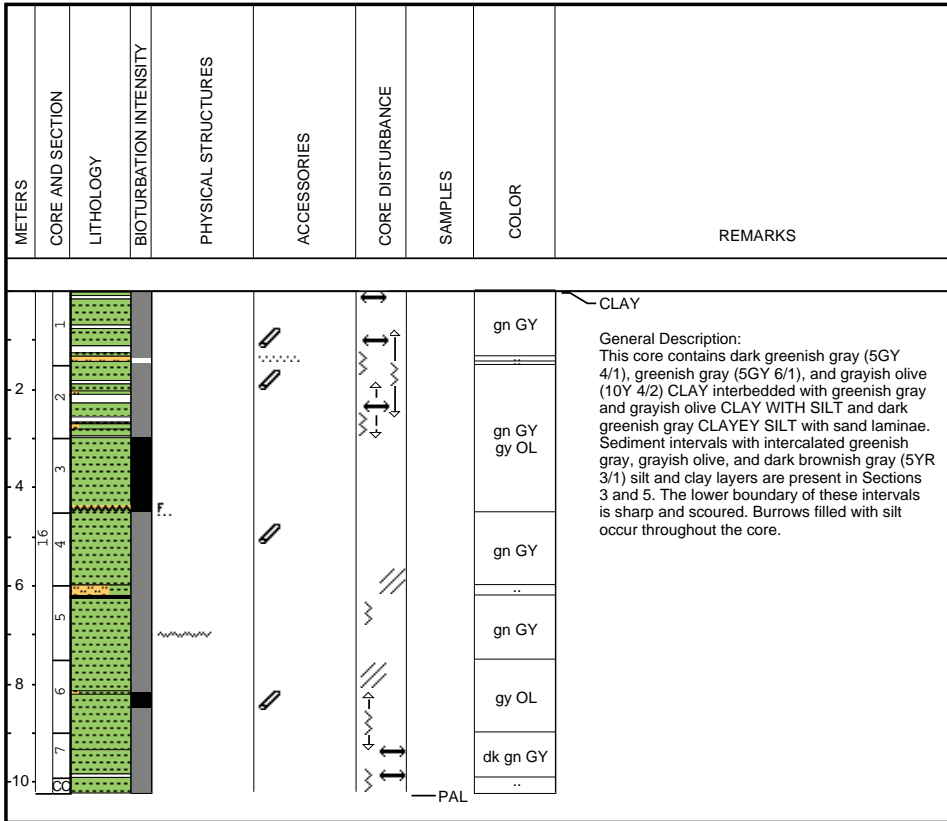 METERS
CORE AND SECTION
LITHOLOGY
BIOTURBATION INTENSITY
PHYSICAL STRUCTURES
ACCESSORIES
CORE DISTURBANCE
SAMPLES
COLOR
REMARKS
2
4
6
8
10
16
1
2
3
4
5
6
7
CC
F
gn GY
..
gn GY
gy OL
gn GY
..
gn GY
gy OL
dk gn GY
..
PAL
CLAY
General Description:
This core contains dark greenish gray (5GY
4/1), greenish gray (5GY 6/1), and grayish olive
(10Y 4/2) CLAY interbedded with greenish gray
and grayish olive CLAY WITH SILT and dark
greenish gray CLAYEY SILT with sand laminae.
Sediment intervals with intercalated greenish
gray, grayish olive, and dark brownish gray (5YR
3/1) silt and clay layers are present in Sections
3 and 5. The lower boundary of these intervals
is sharp and scoured. Burrows filled with silt
occur throughout the core.